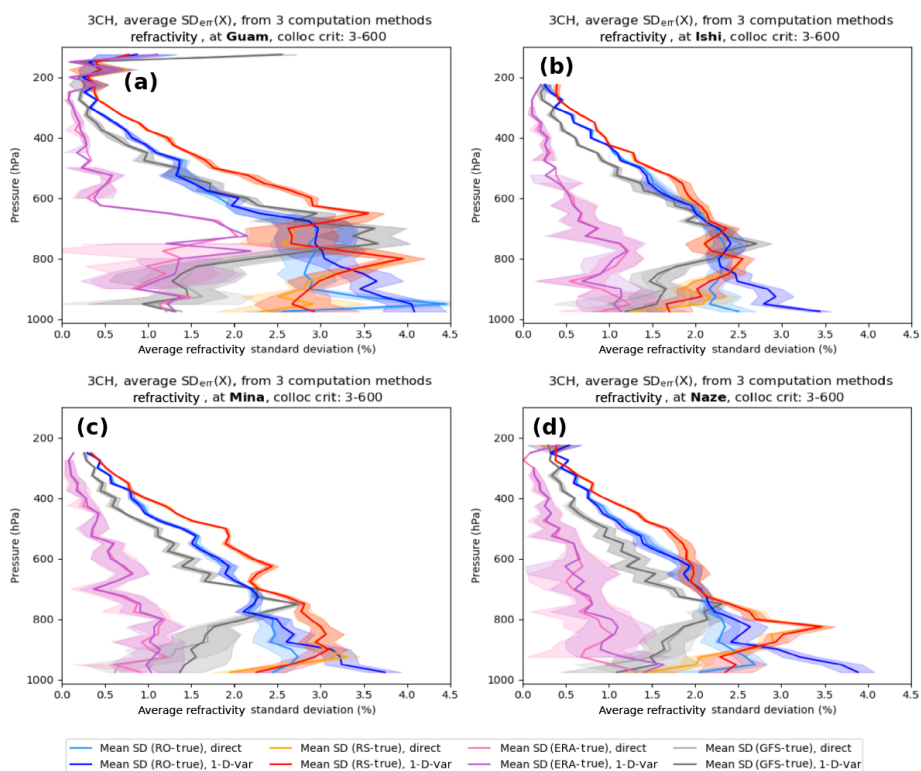 3CH, average SDerr(X), from 3 computation methods
refractivity , at Guam, colloc crit: 3-600
(a)
200
400
600
800
1000
Pressure (hPa)
0.0 0.5 1.0 1.5 2.0 2.5 3.0 3.5 4.0 4.5
Average refractivity standard deviation (%)
3CH, average SDerr(X), from 3 computation methods
refractivity , at Ishi, colloc crit: 3-600
(b)
200
400
600
800
1000
Pressure (hPa)
0.0 0.5 1.0 1.5 2.0 2.5 3.0 3.5 4.0 4.5
Average refractivity standard deviation (%)
3CH, average SDerr(X), from 3 computation methods
refractivity , at Mina, colloc crit: 3-600
(c)
200
400
600
800
1000
Pressure (hPa)
0.0 0.5 1.0 1.5 2.0 2.5 3.0 3.5 4.0 4.5
Average refractivity standard deviation (%)
3CH, average SDerr(X), from 3 computation methods
refractivity , at Naze, colloc crit: 3-600
(d)
200
400
600
800
1000
Pressure (hPa)
0.0 0.5 1.0 1.5 2.0 2.5 3.0 3.5 4.0 4.5
Average refractivity standard deviation (%)
Mean SD (RO-true), direct Mean SD (RS-true), direct Mean SD (ERA-true), direct Mean SD (GFS-true), direct
Mean SD (RO-true), 1-D-var Mean SD (RS-true), 1-D-var Mean SD (ERA-true), 1-D-var Mean SD (GFS-true), 1-D-var